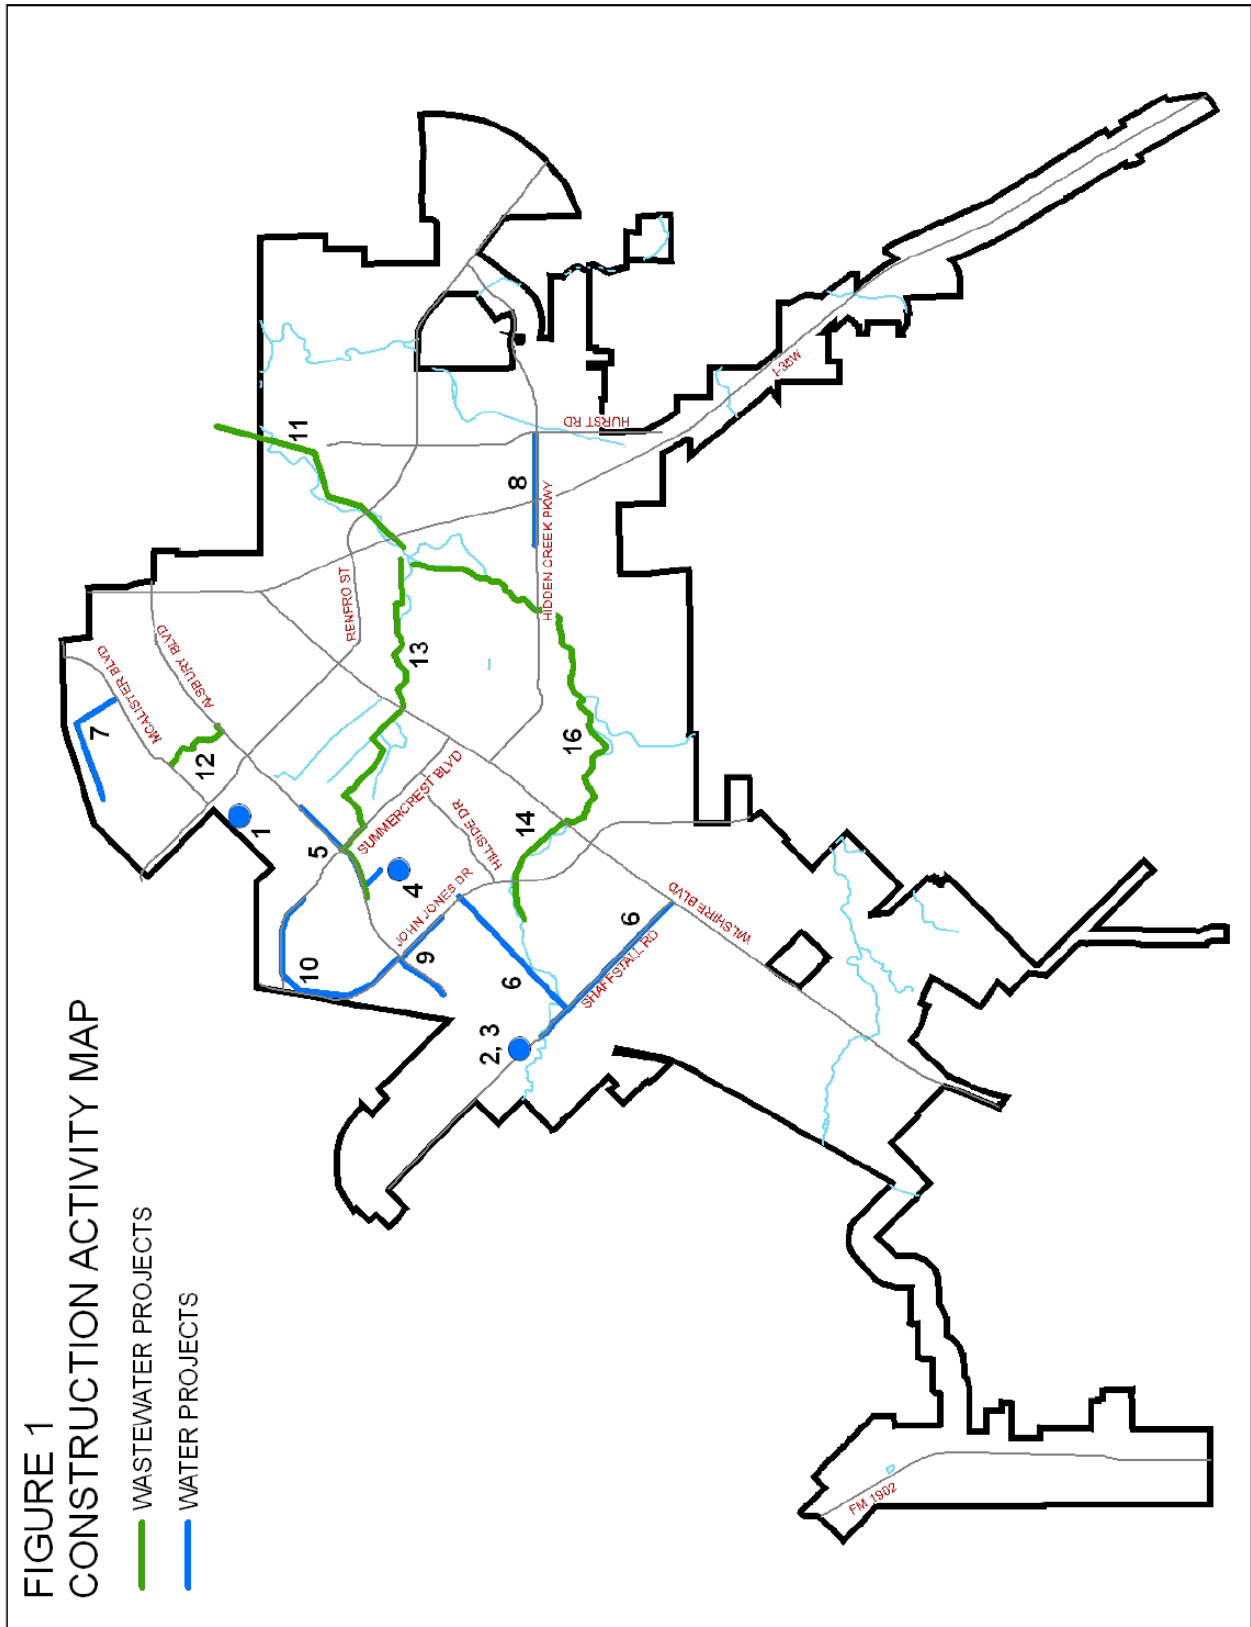 FIGURE 1
CONSTRUCTION ACTIVITY MAP
WASTEWATER PROJECTS
WATER PROJECTS
7
MCALISTER BLVD
ALSBURY BLVD
12
1
RENFRO ST
11
5
SUMMERCREST BLVD
4
13
HILLSIDE DR
JOHN JONES DR
10
9
14
16
8
HIDDEN CREEK PKWY
HURST RD
I-35W
6
6
SHAFFSTALL RD
2, 3
WILSHIRE BLVD
FM 1902